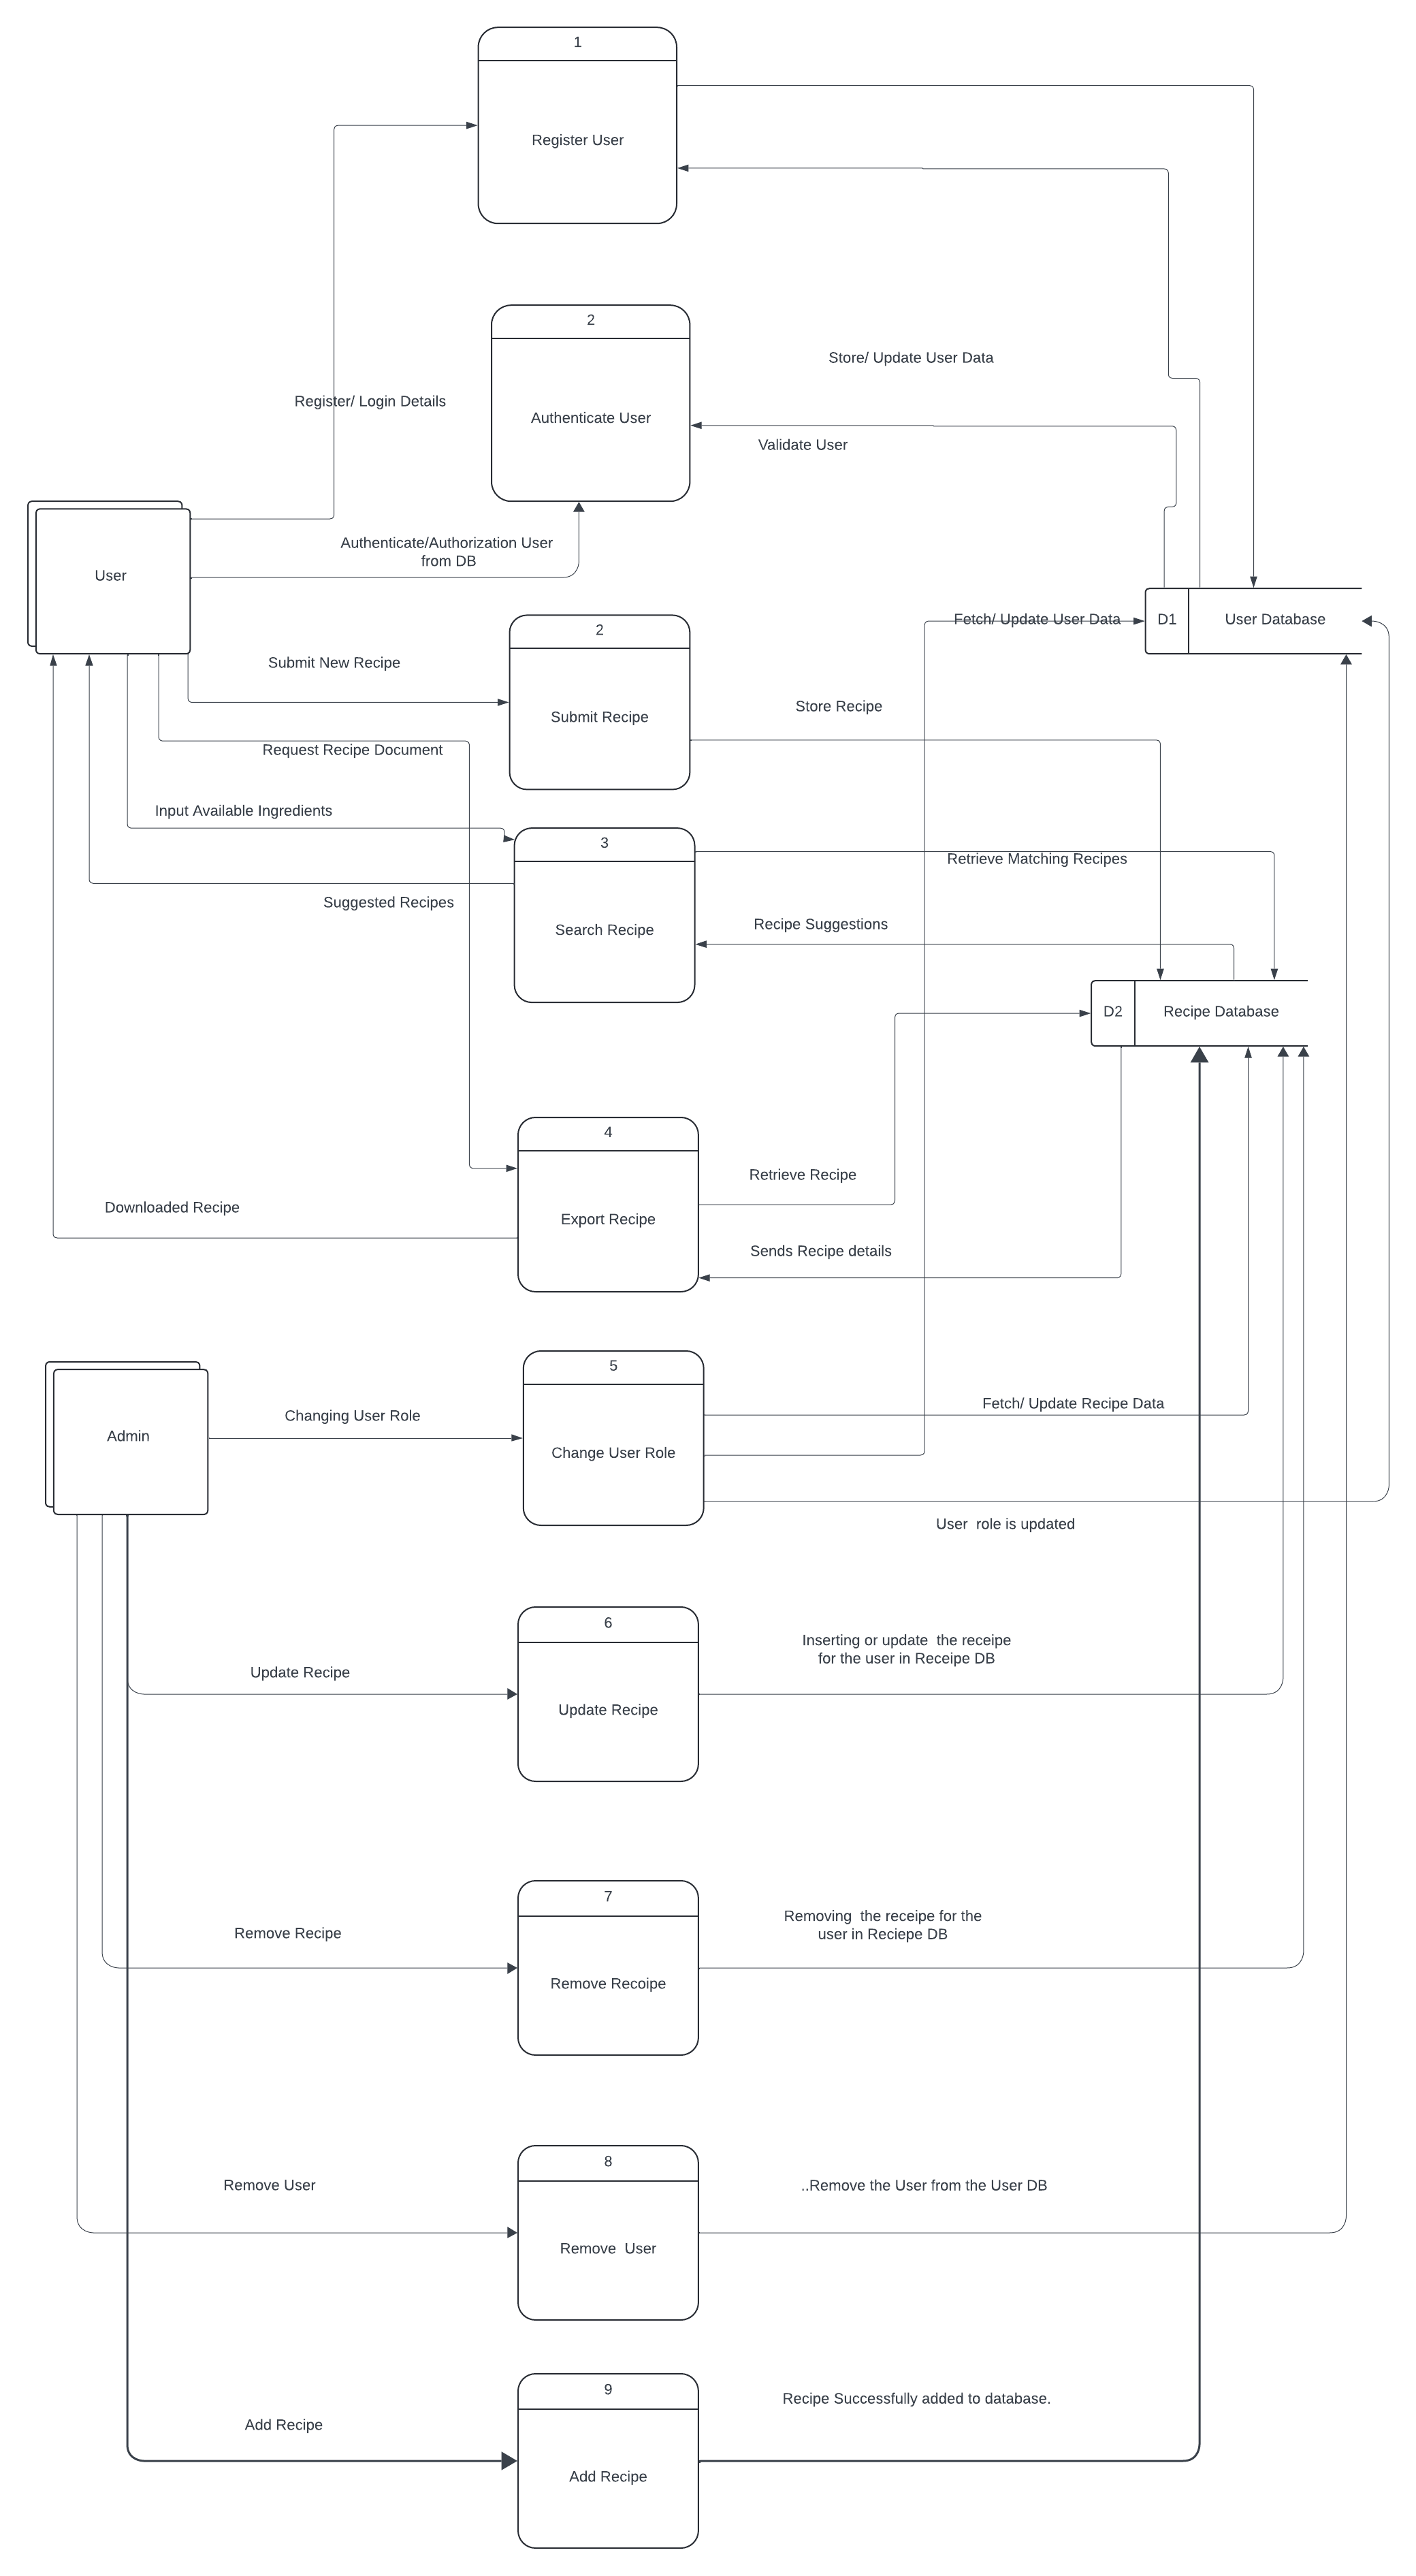 1
Register User
2
Store/ Update User Data
Register/ Login Details
Authenticate User
Validate User
Authenticate/Authorization User
from DB
User
Fetch/ Update User Data
D1
User Database
2
Submit New Recipe
Store Recipe
Submit Recipe
Request Recipe Document
Input Available Ingredients
3
Retrieve Matching Recipes
Suggested Recipes
Recipe Suggestions
Search Recipe
D2
Recipe Database
4
Retrieve Recipe
Downloaded Recipe
Export Recipe
Sends Recipe details
5
Fetch/ Update Recipe Data
Changing User Role
Admin
Change User Role
User  role is updated
6
Inserting or update  the receipe
for the user in Receipe DB
Update Recipe
Update Recipe
7
Removing  the receipe for the
user in Reciepe DB
Remove Recipe
Remove Recoipe
8
Remove User
..Remove the User from the User DB
Remove  User
9
Recipe Successfully added to database.
Add Recipe
Add Recipe